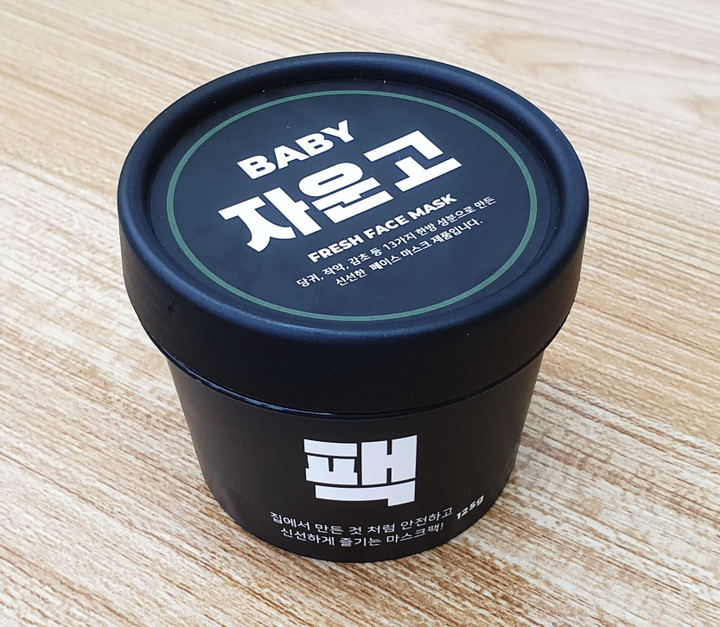 BABY
자운고
FRESH FACE MASK
당귀, 작약, 감초 등 13가지 한방 성분으로 만든
신선한 페이스 마스크 제품입니다.
팩
집에서 만든 것 처럼 안전하고
신선하게 즐기는 마스크팩!
125g